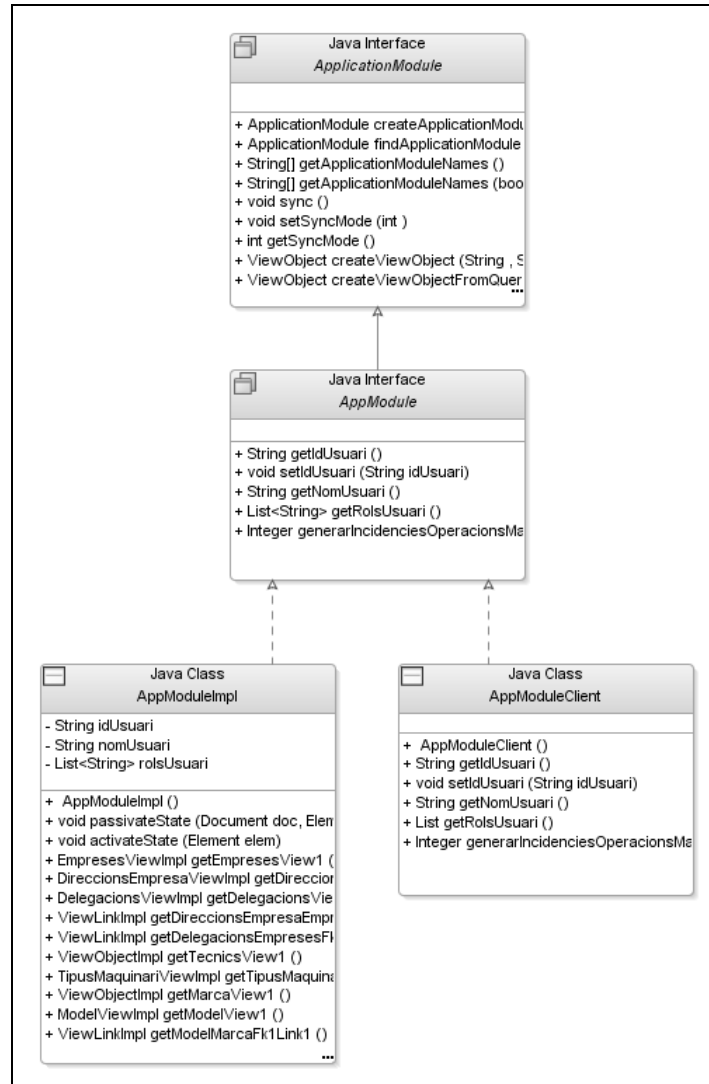 Java Interface
ApplicationModule
+ ApplicationModule createApplicationModu
+ ApplicationModule findApplicationModule
+ String[] getApplicationModuleNames ()
+ String[] getApplicationModuleNames (boo
+ void sync ()
+ void setSyncMode (int )
+ int getSyncMode ()
+ ViewObject createViewObject (String , S
+ ViewObject createViewObjectFromQuer
...
Java Interface
AppModule
+ String getIdUsuari ()
+ void setIdUsuari (String idUsuari)
+ String getNomUsuari ()
+ List<String> getRolsUsuari ()
+ Integer generarIncidenciesOperacionsMa
Java Class
AppModuleImpl
- String idUsuari
- String nomUsuari
- List<String> rolsUsuari
+ AppModuleImpl ()
+ void passivateState (Document doc, Elem
+ void activateState (Element elem)
+ EmpresesViewImpl getEmpresesView1 (
+ DireccionsEmpresaViewImpl getDireccion
+ DelegacionsViewImpl getDelegacionsVie
+ ViewLinkImpl getDireccionsEmpresaEmpr
+ ViewLinkImpl getDelegacionsEmpresesFk
+ ViewObjectImpl getTecnicsView1 ()
+ TipusMaquinariViewImpl getTipusMaquina
+ ViewObjectImpl getMarcaView1 ()
+ ModelViewImpl getModelView1 ()
+ ViewLinkImpl getModelMarcaFk1Link1 ()
...
Java Class
AppModuleClient
+ AppModuleClient ()
+ String getIdUsuari ()
+ void setIdUsuari (String idUsuari)
+ String getNomUsuari ()
+ List getRolsUsuari ()
+ Integer generarIncidenciesOperacionsMa